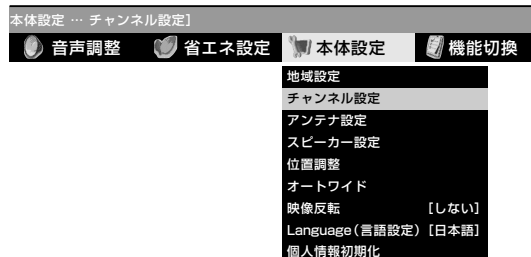 本体設定 … チャンネル設定]
音声調整 省エネ設定 本体設定 機能切換
地域設定
チャンネル設定
アンテナ設定
スピーカー設定
位置調整
オートワイド
映像反転 [しない]
Language(言語設定) [日本語]
個人情報初期化